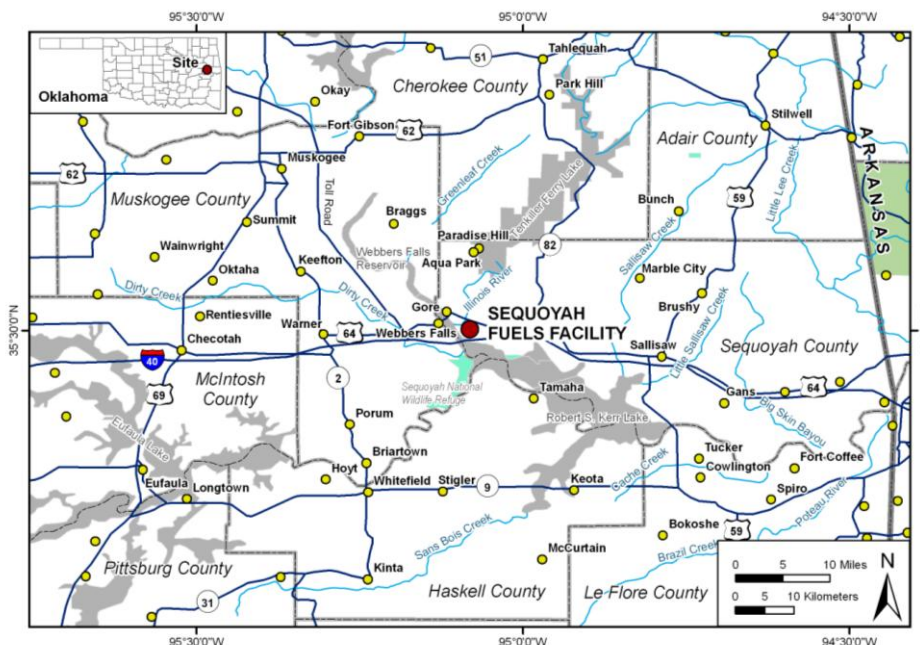 95°30'0"W
95°0'0"W
94°30'0"W
Site
Oklahoma
51
Tahlequah
Cherokee County
Park Hill
Okay
Stilwell
Fort Gibson
62
62
Adair County
ARKANSAS
Muskogee
Greenleaf Creek
Tenkiller Ferry Lake
Little Lee Creek
62
Toll Road
Muskogee County
Bunch
59
Summit
Braggs
Paradise Hill
82
Sallisaw Creek
Wainwright
Webbers Falls
Reservoir
Aqua Park
Keefton
Oktaha
Marble City
Illinois River
Dirty Creek
Dirty Creek
Brushy
Gore
SEQUOYAH
FUELS FACILITY
Rentiesville
Warner
64
Webbers Falls
Little Sallisaw Creek
35°0'0"N
35°0'0"N
Checotah
Sallisaw
Sequoyah County
40
McIntosh
County
2
69
Sequoyah National
Wildlife Refuge
Tamaha
Gans
64
Robert S. Kerr Lake
Big Skin Bayou
Porum
Eufaula Lake
Tucker
Briartown
Cowlington
Fort Coffee
Hoyt
Cache Creek
Eufaula
Longtown
Whitefield
Stigler
9
Keota
Spiro
Poteau River
Sans Bois Creek
Bokoshe
59
McCurtain
Brazil Creek
Pittsburg County
Kinta
Haskell County
Le Flore County
31
0 5 10 Miles
0 5 10 Kilometers
N
95°30'0"W
95°0'0"W
94°30'0"W